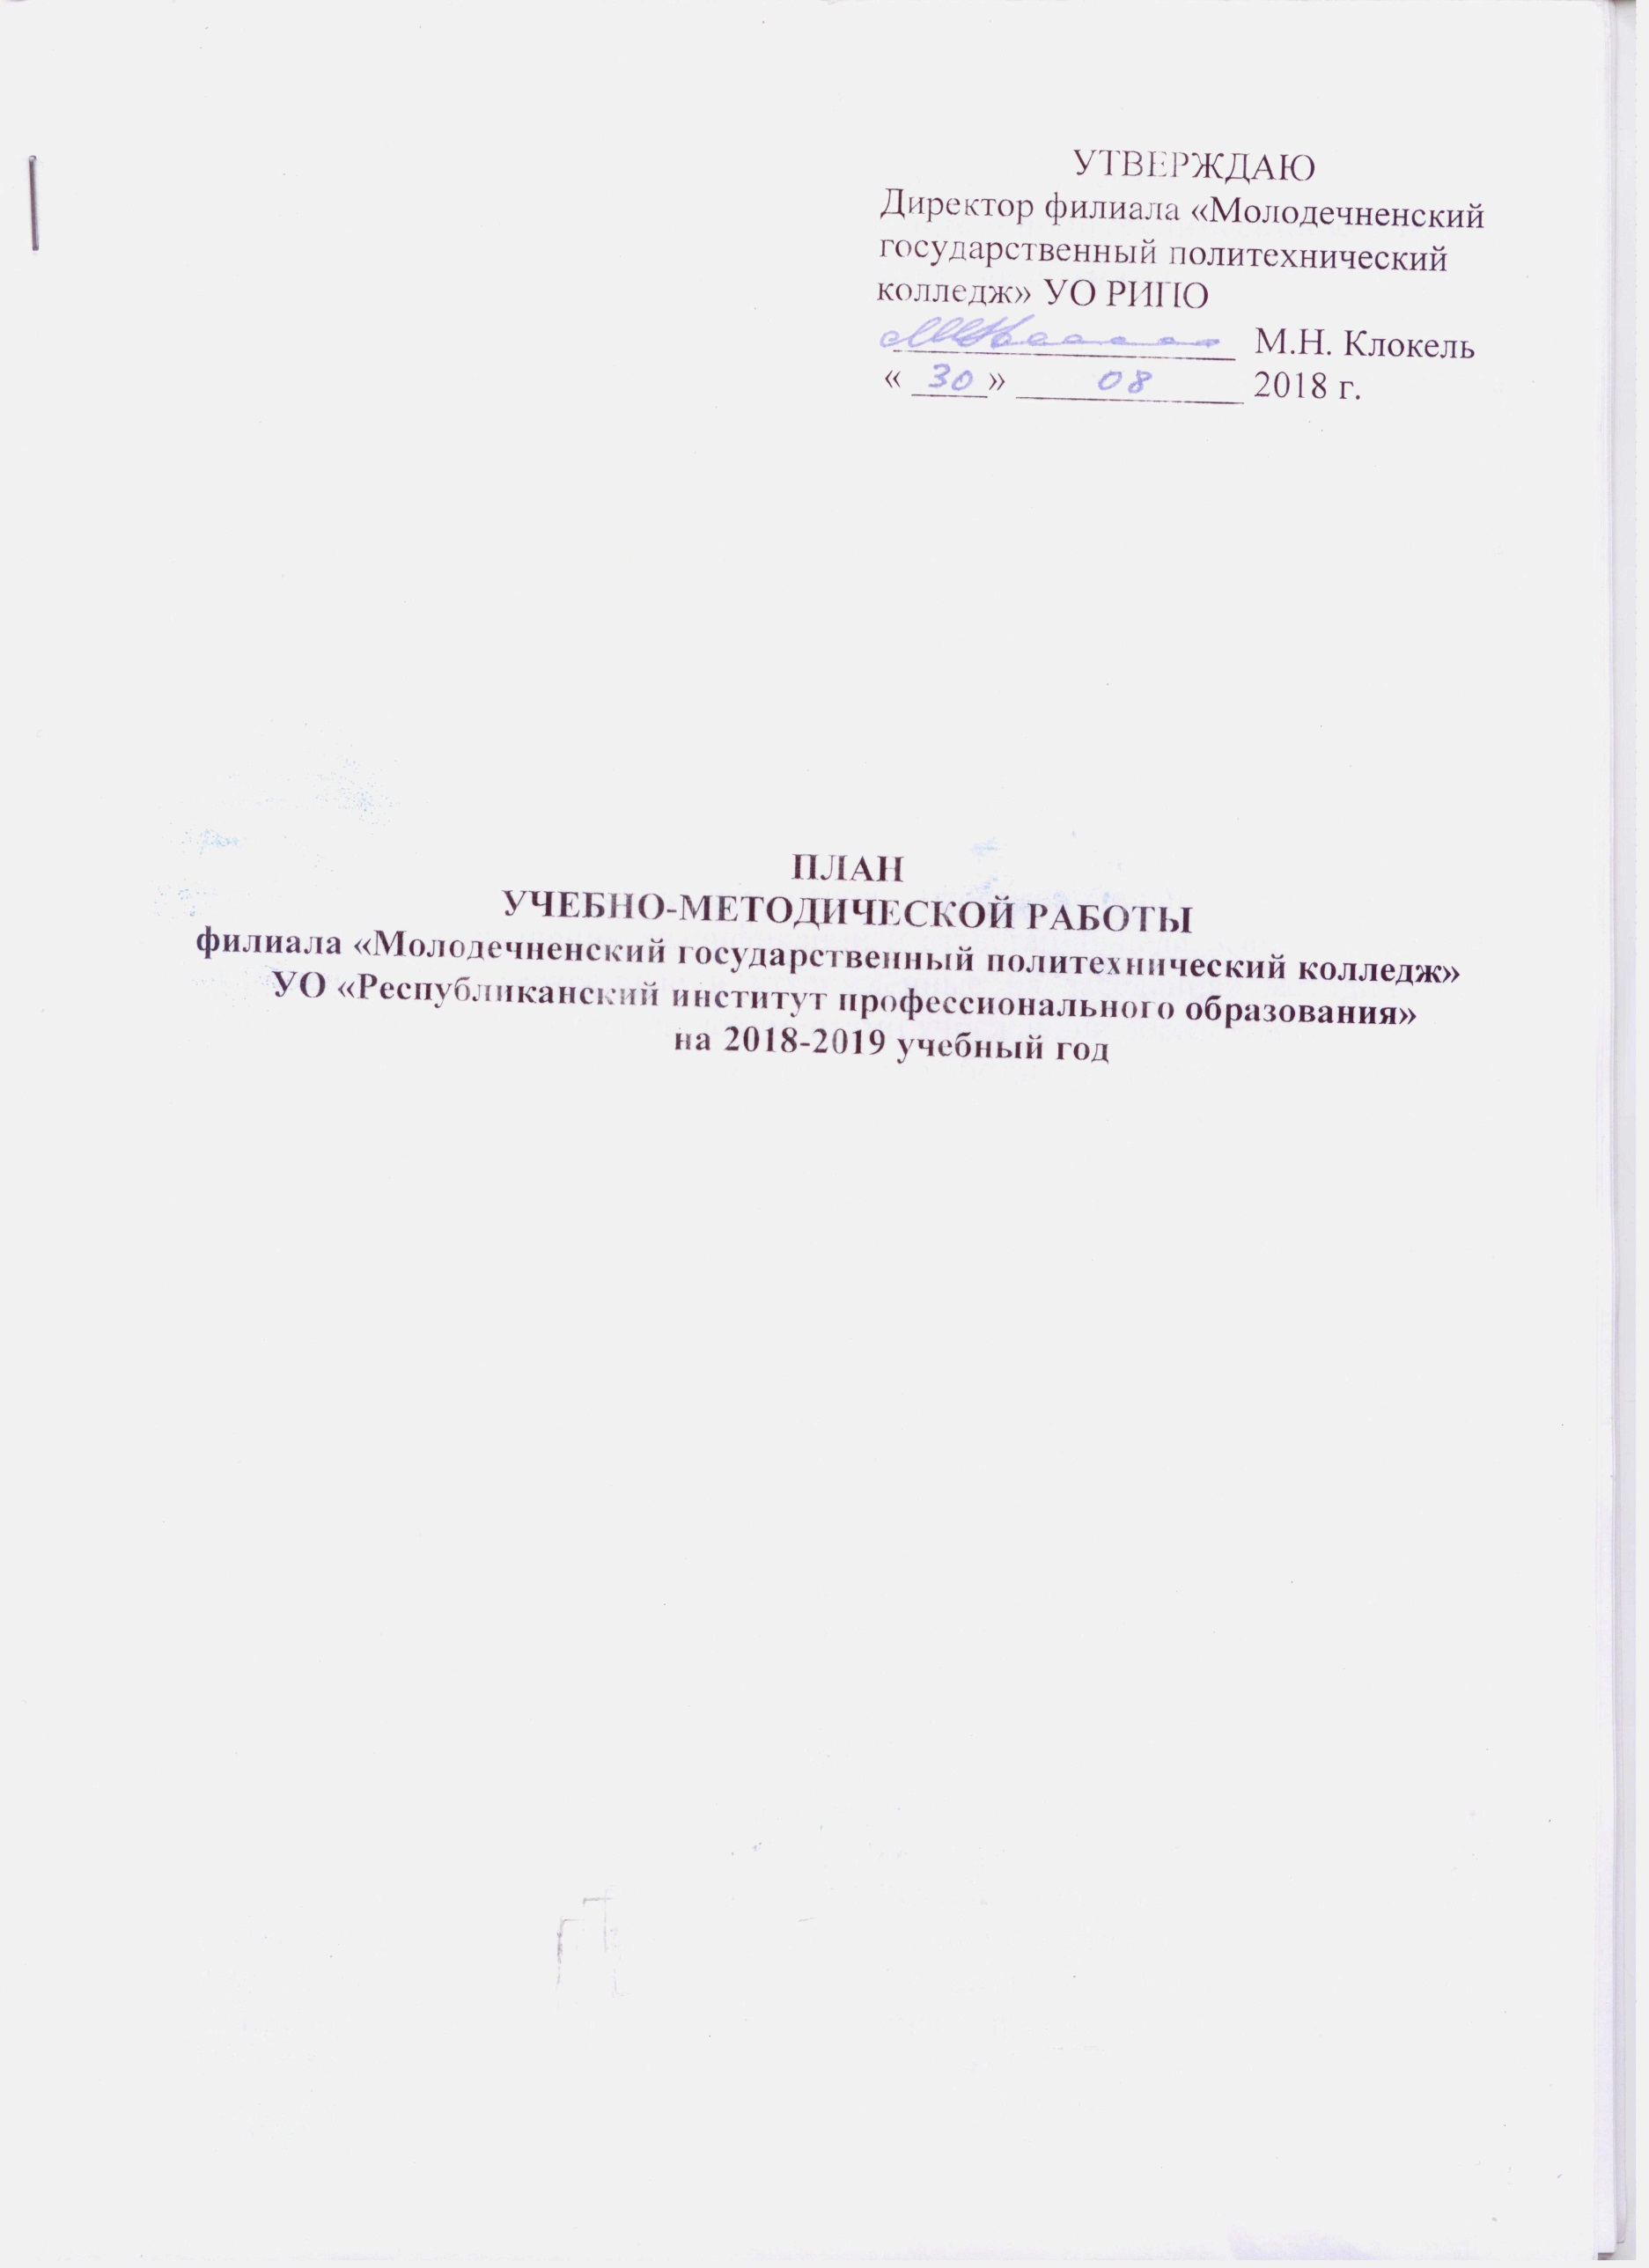 УТВЕРЖДАЮ
Директор филиала «Молодечненский
государственный политехнический
колледж» УО РИПО
М.Н. Клокель
« 30 » 08 2018 г.
ПЛАН
УЧЕБНО-МЕТОДИЧЕСКОЙ РАБОТЫ
филиала «Молодечненский государственный политехнический колледж»
УО «Республиканский институт профессионального образования»
на 2018-2019 учебный год